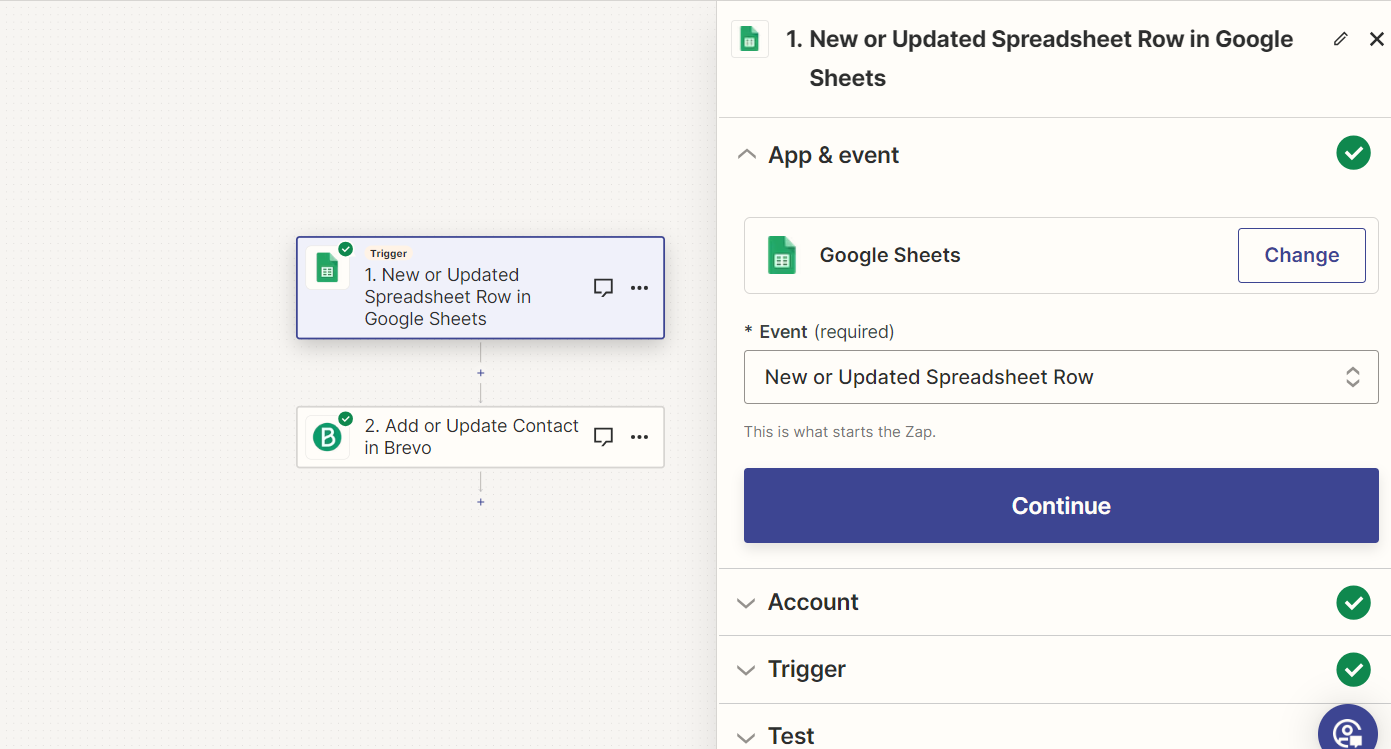 1. New or Updated Spreadsheet Row in Google
Sheets
App & event
Google Sheets
Change
* Event (required)
New or Updated Spreadsheet Row
This is what starts the Zap.
Continue
Account
Trigger
Test
Trigger
1. New or Updated
Spreadsheet Row in
Google Sheets
2. Add or Update Contact
in Brevo
B